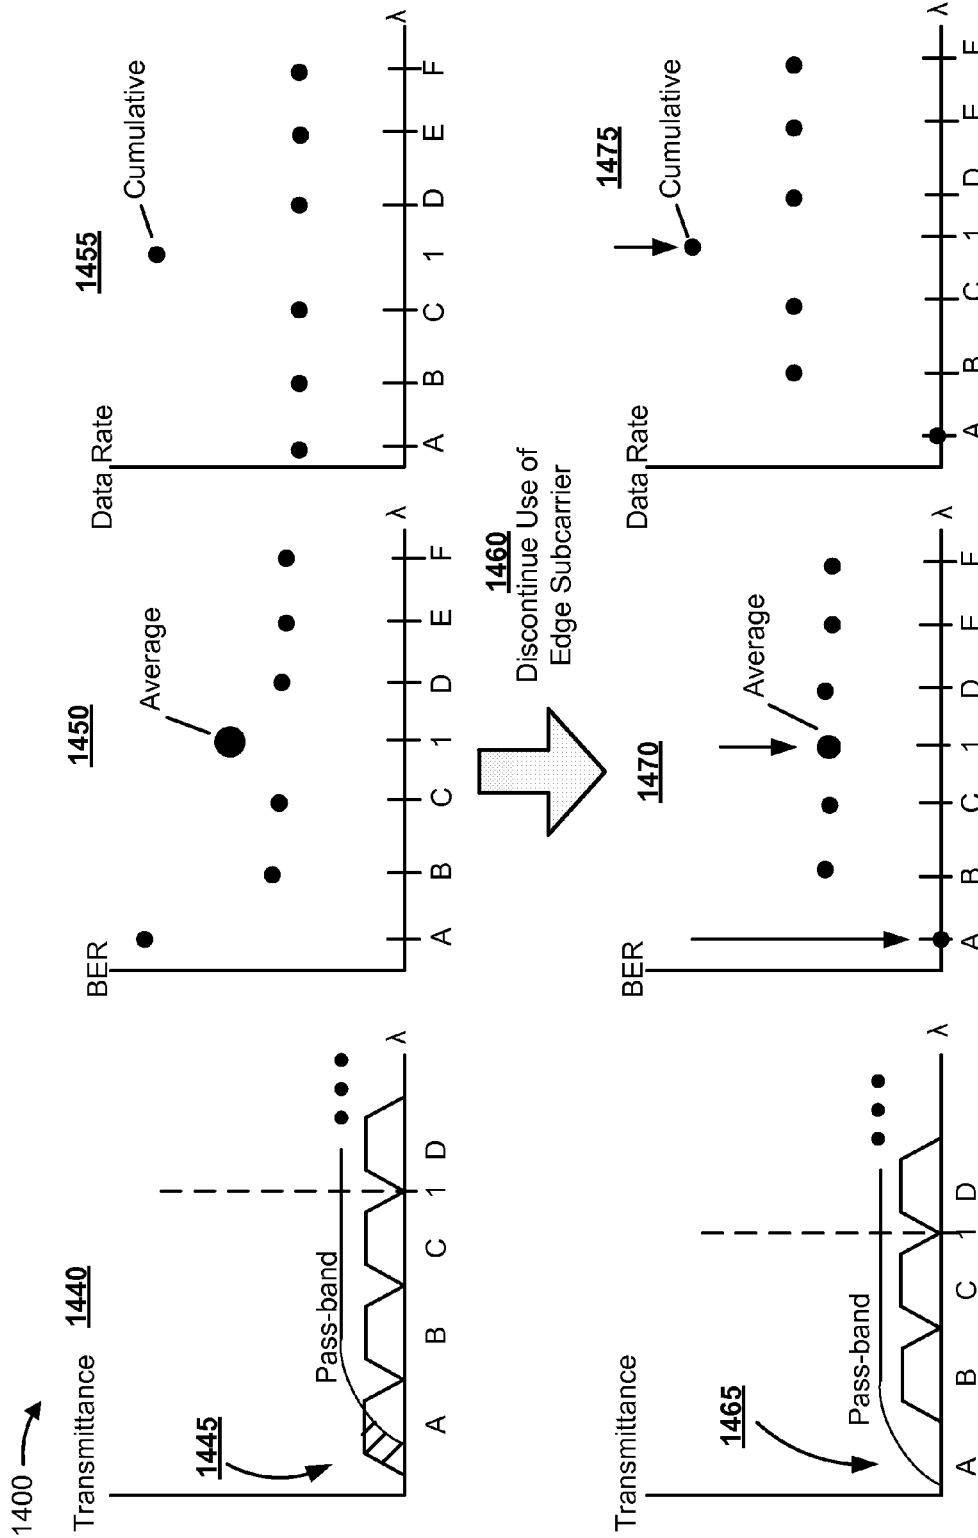 1400
Transmittance
1440
1445
Pass-band
A B C 1 D λ
BER
1450
Average
A B C 1 D E F λ
Data Rate
1455
Cumulative
A B C 1 D E F λ
1460
Discontinue Use of
Edge Subcarrier
Transmittance
1465
Pass-band
A B C 1 D λ
BER
1470
Average
A B C 1 D E F λ
Data Rate
1475
Cumulative
A B C 1 D E F λ